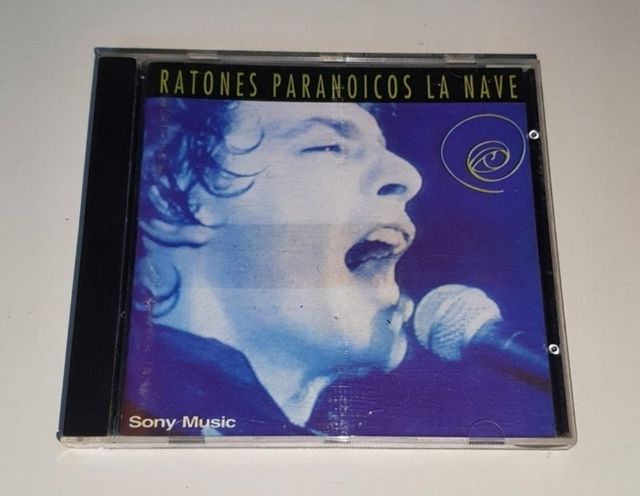 RATONES PARANOICOS LA NAVE
Sony Music